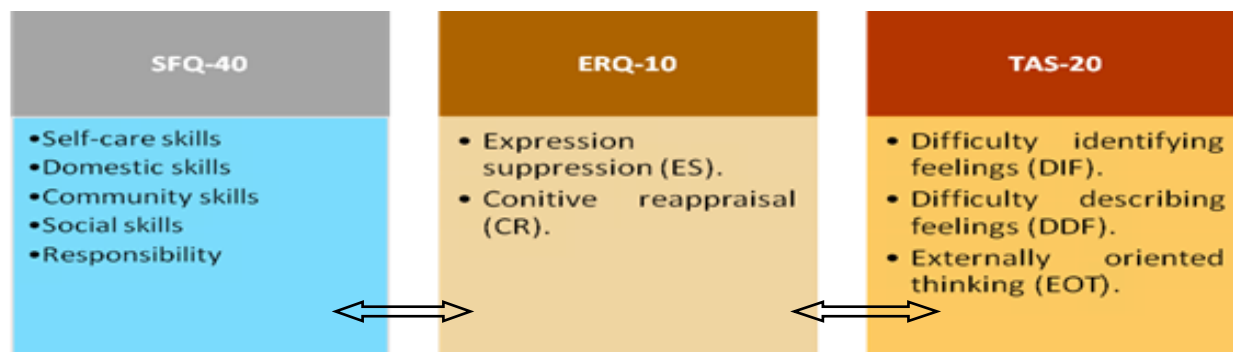 SFQ-40
•Self-care skills
•Domestic skills
•Community skills
•Social skills
•Responsibility
ERQ-10
• Expression
suppression (ES).
• Conitive reappraisal
(CR).
TAS-20
• Difficulty identifying
feelings (DIF).
• Difficulty describing
feelings (DDF).
• Externally oriented
thinking (EOT).